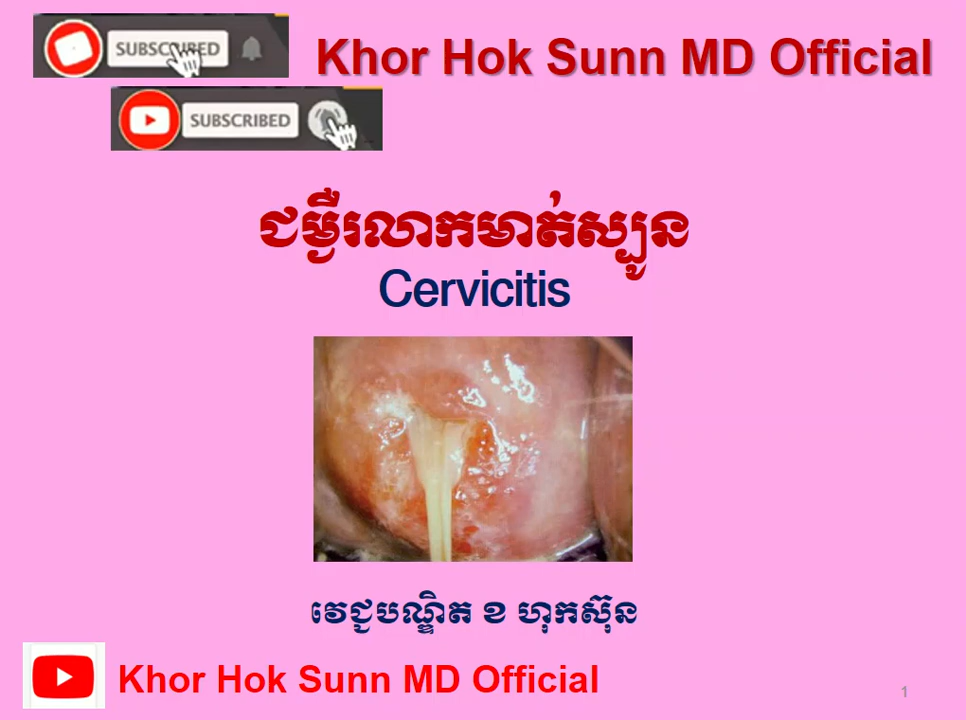 SUBSCRIBED
Khor Hok Sunn MD Official
SUBSCRIBED
ជម្ងឺរលាកមាត់ស្បូន
Cervicitis
វេជ្ជបណ្ឌិត ខ ហុកស៊ុន
Khor Hok Sunn MD Official
1